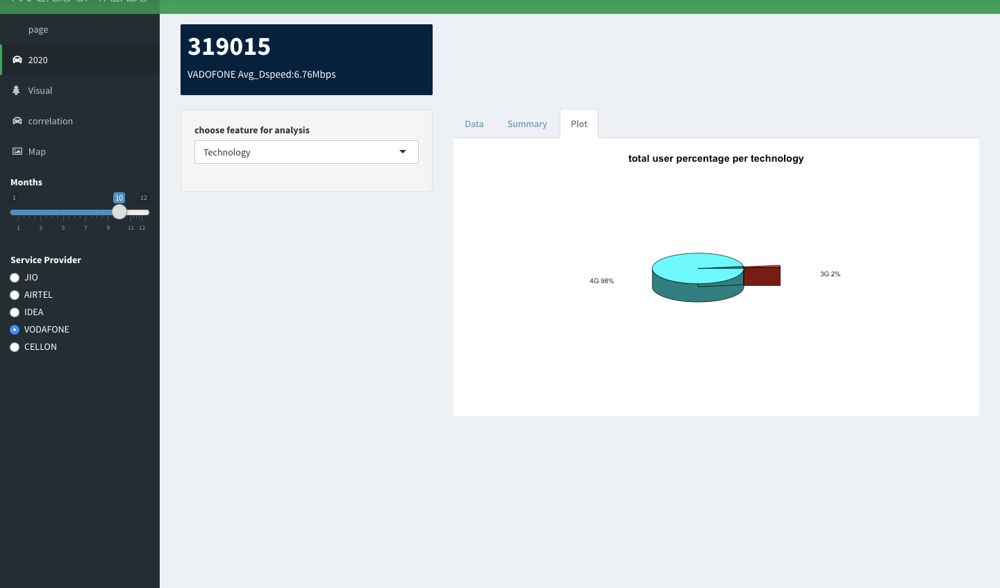 page
2020
Visual
correlation
Map
Months
1 10 12
1 3 5 7 9 11 12
Service Provider
JIO
AIRTEL
IDEA
VODAFONE
CELLON
319015
VADOFONE Avg_Dspeed:6.76Mbps
choose feature for analysis
Technology
Data Summary Plot
total user percentage per technology
4G 98%
3G 2%